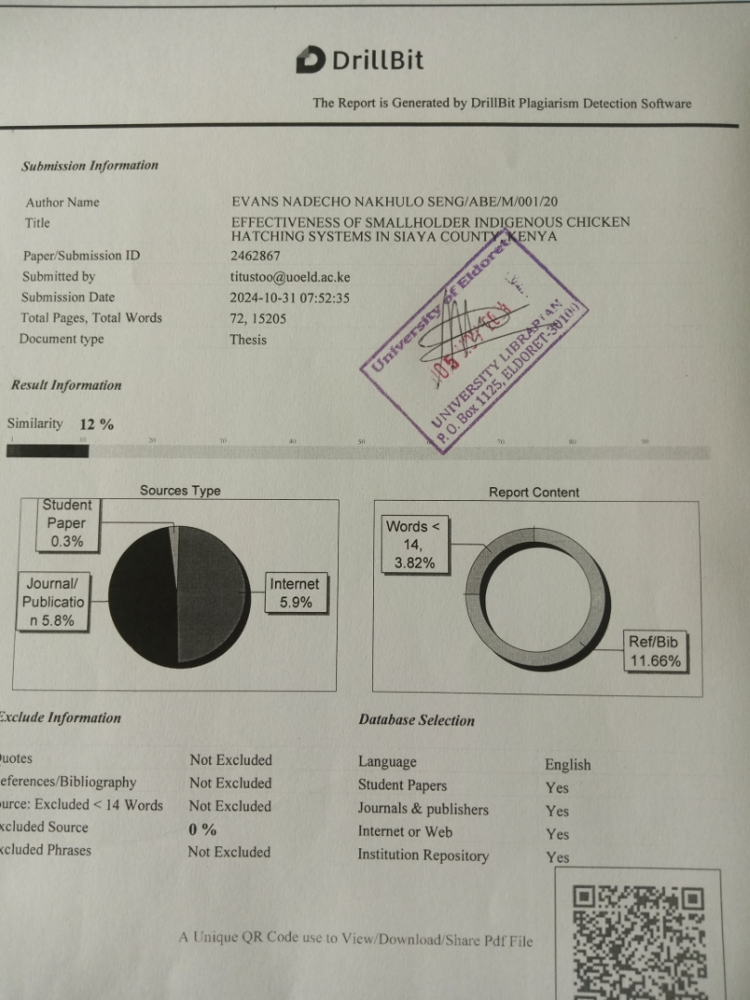 DrillBit
The Report is Generated by DrillBit Plagiarism Detection Software
Submission Information
Author Name EVANS NADECHO NAKHULO SENG/ABE/M/001/20
Title EFFECTIVENESS OF SMALLHOLDER INDIGENOUS CHICKEN
HATCHING SYSTEMS IN SIAYA COUNTY, KENYA
Paper/Submission ID 2462867
Submitted by titustoo@uoeld.ac.ke
Submission Date 2024-10-31 07:52:35
Total Pages, Total Words 72, 15205
Document type Thesis
University of Eldoret
UNIVERSITY LIBRARIAN
P. O. Box 1125, ELDORET-30100
Result Information
Similarity 12 %
1 10 20 30 40 50 60 70 80 90
Sources Type
Student
Paper
0.3%
Journal/
Publicatio
n 5.8%
Internet
5.9%
Report Content
Words <
14,
3.82%
Ref/Bib
11.66%
Exclude Information
uotes Not Excluded
eferences/Bibliography Not Excluded
urce: Excluded < 14 Words Not Excluded
xcluded Source 0 %
xcluded Phrases Not Excluded
Database Selection
Language English
Student Papers Yes
Journals & publishers Yes
Internet or Web Yes
Institution Repository Yes
A Unique QR Code use to View/Download/Share Pdf File